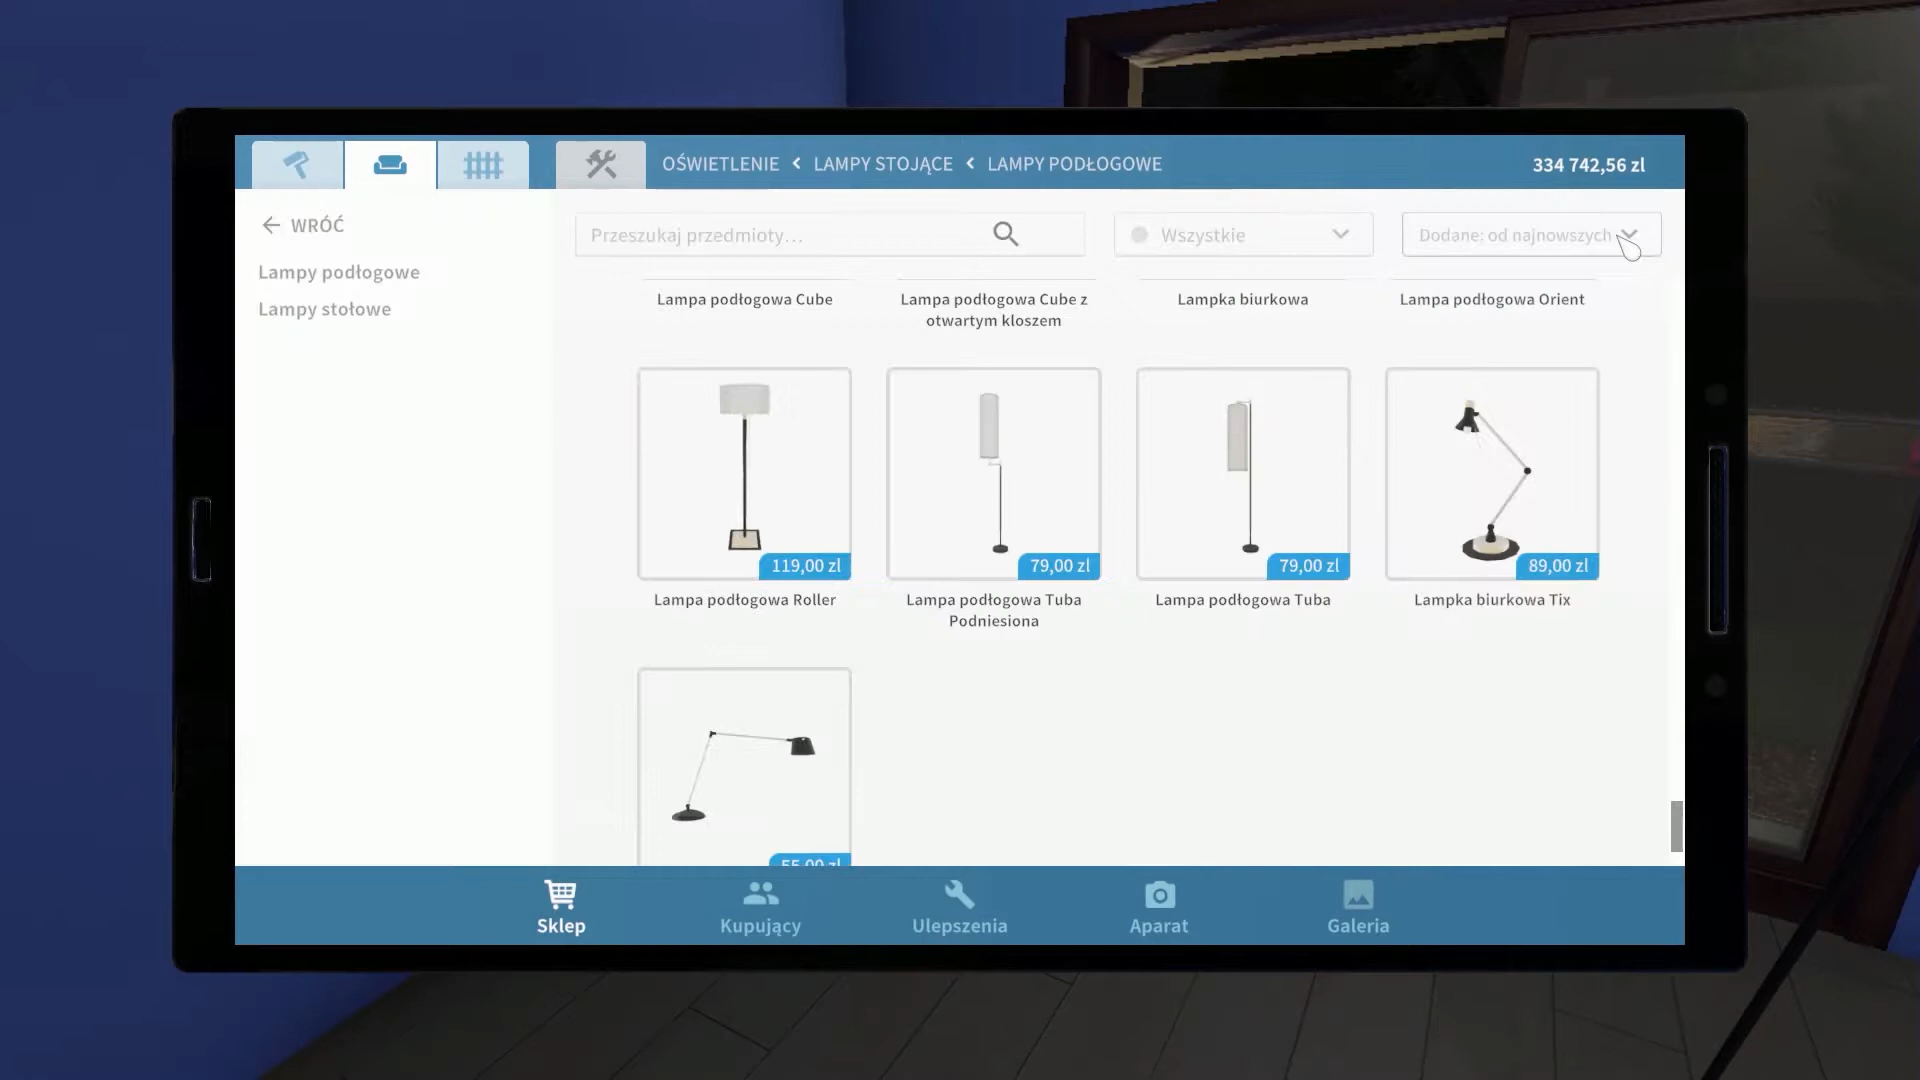 OŚWIETLENIE < LAMPY STOJĄCE < LAMPY PODŁOGOWE
334 742,56 zl
WRÓĆ
Przeszukaj przedmioty...
Wszystkie
Dodane: od najnowszych
Lampy podłogowe
Lampy stołowe
Lampa podłogowa Cube
Lampa podłogowa Cube z
otwartym kloszem
Lampka biurkowa
Lampa podłogowa Orient
119,00 zl
79,00 zl
79,00 zl
89,00 zl
Lampa podłogowa Roller
Lampa podłogowa Tuba
Podniesiona
Lampa podłogowa Tuba
Lampka biurkowa Tix
55,00 zl
Sklep
Kupujący
Ulepszenia
Aparat
Galeria